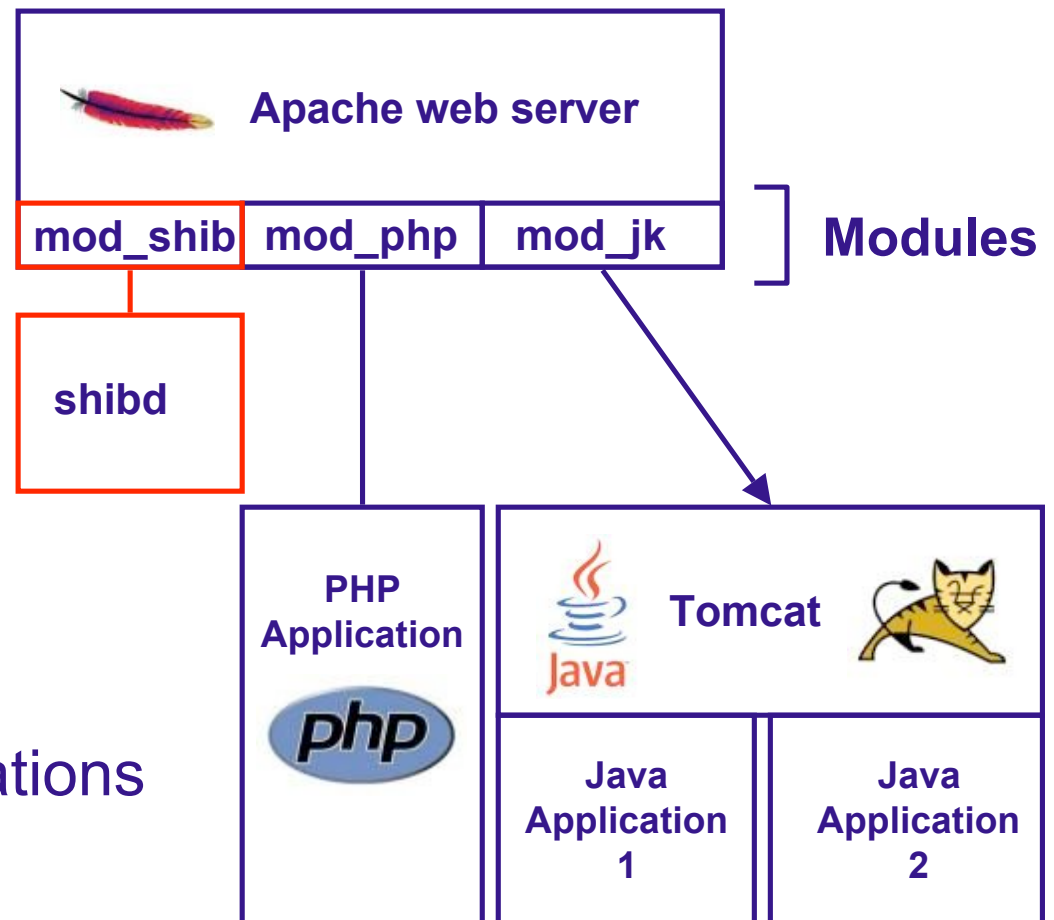 Apache web server
mod_shib mod_php mod_jk
Modules
shibd
PHP
Application
php
Java
Tomcat
Java
Application
1
Java
Application
2